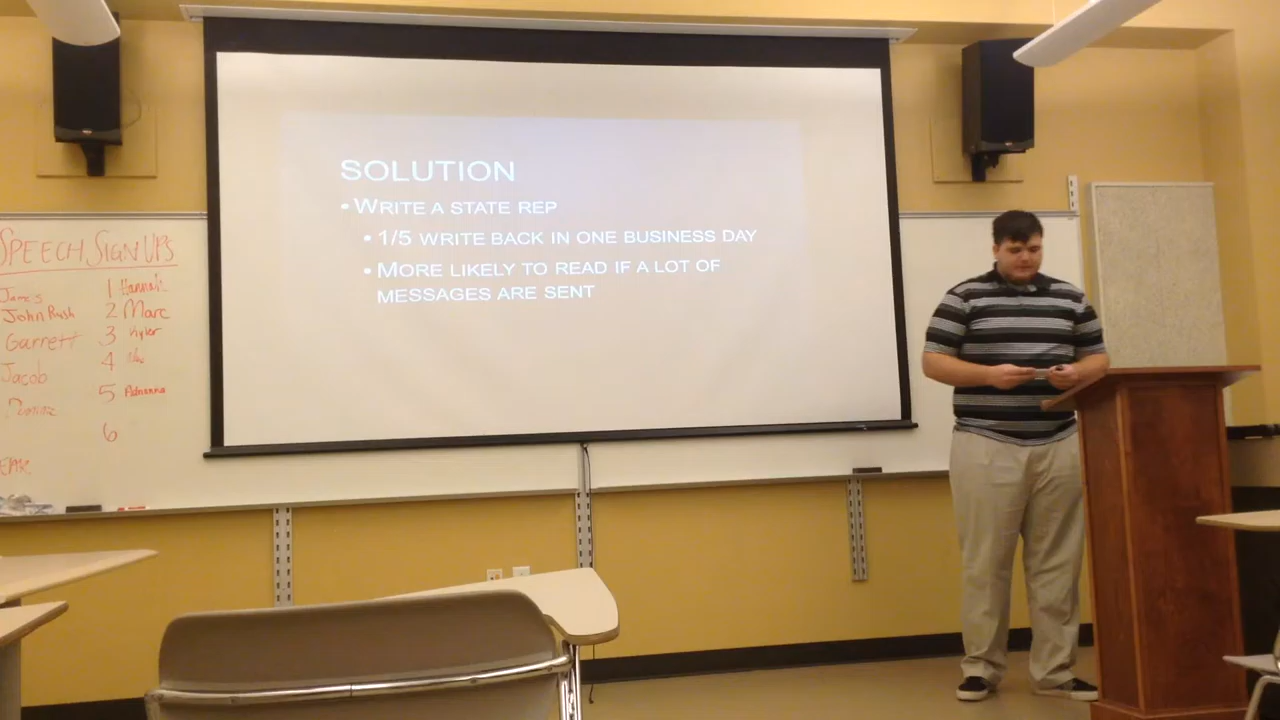 SPEECH SIGN UPS
James
John Rush
Garrett
Jacob
1 Hannah
2 Marc
3 Kyler
4
5 Adrianna
6
SOLUTION
• WRITE A STATE REP
• 1/5 WRITE BACK IN ONE BUSINESS DAY
• MORE LIKELY TO READ IF A LOT OF
MESSAGES ARE SENT